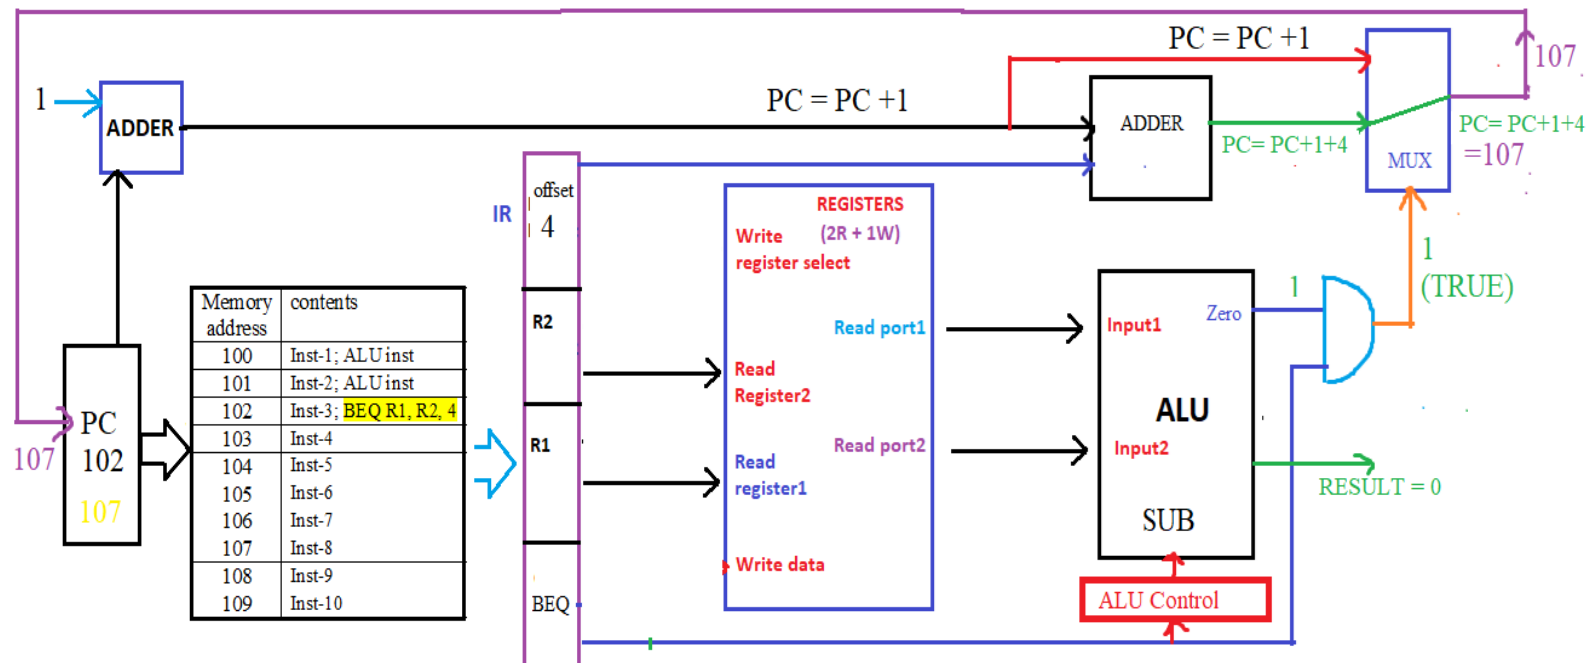 PC = PC +1
107
1
PC = PC +1
ADDER
ADDER
PC= PC+1+4
PC= PC+1+4
=107
MUX
IR
offset
4
REGISTERS
(2R + 1W)
Write
register select
1
(TRUE)
1
Memory address
contents
100
Inst-1; ALU inst
101
Inst-2; ALU inst
102
Inst-3; BEQ R1, R2, 4
103
Inst-4
104
Inst-5
105
Inst-6
106
Inst-7
107
Inst-8
108
Inst-9
109
Inst-10
R2
Read port1
Input1
Zero
Read
Register2
PC
102
107
107
ALU
R1
Read port2
Input2
Read
register1
RESULT = 0
SUB
Write data
BEQ
ALU Control